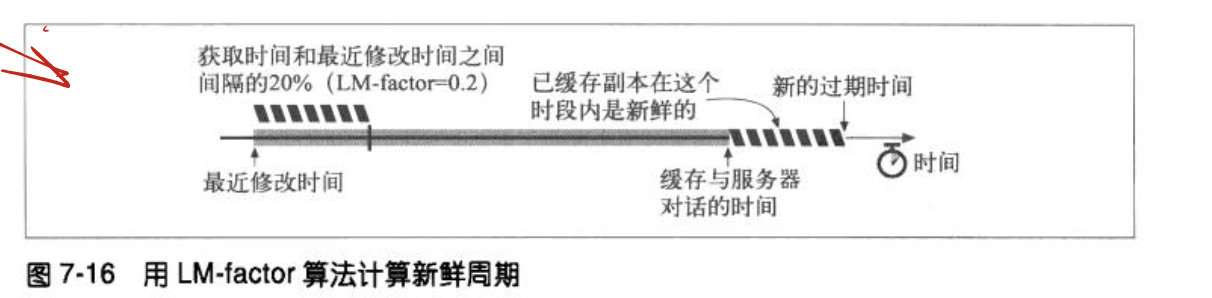 获取时间和最近修改时间之间
间隔的20%（LM-factor=0.2）
已缓存副本在这个
时段内是新鲜的
新的过期时间
时间
最近修改时间
缓存与服务器
对话的时间
图 7-16 用 LM-factor 算法计算新鲜周期